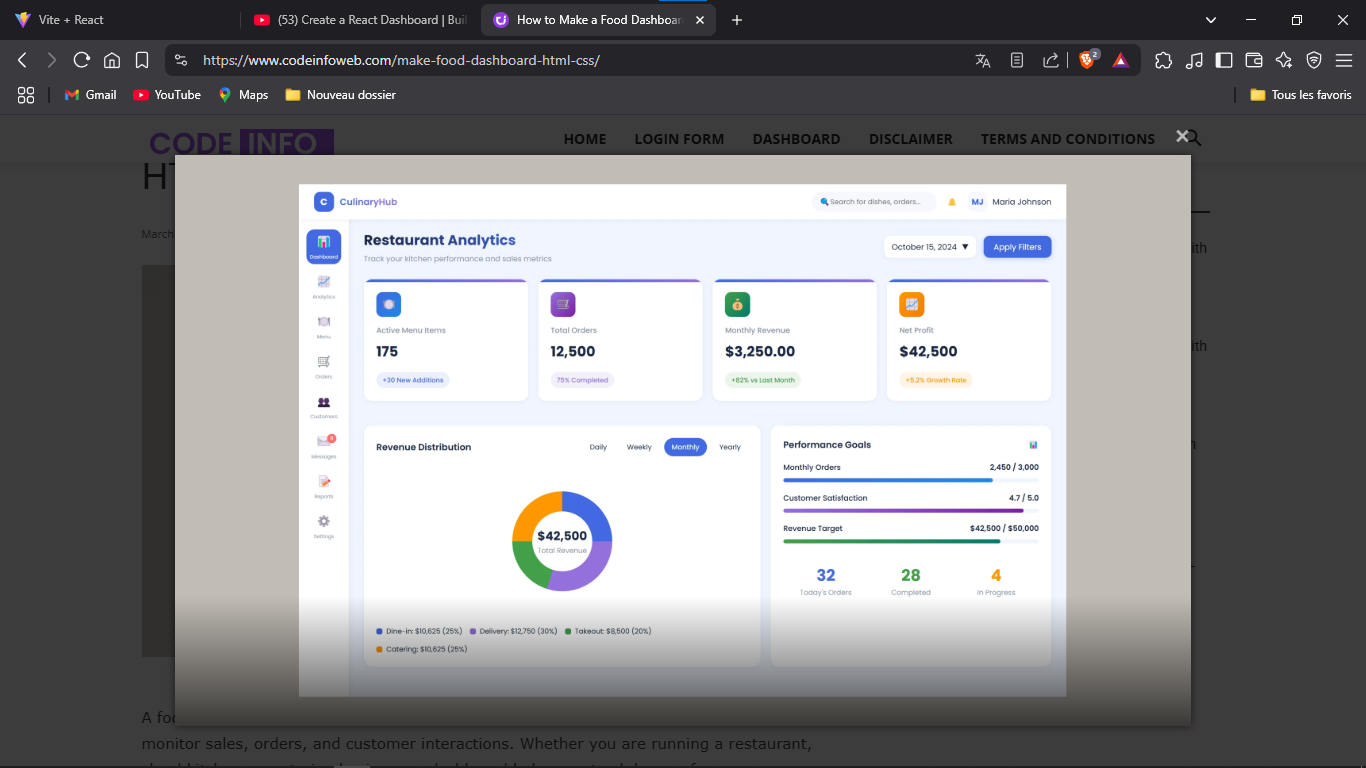 Vite + React
(53) Create a React Dashboard | Buil
How to Make a Food Dashboar
https://www.codeinfoweb.com/make-food-dashboard-html-css/
2
Gmail
YouTube
Maps
Nouveau dossier
Tous les favoris
CODE INFO
HOME
LOGIN FORM
DASHBOARD
DISCLAIMER
TERMS AND CONDITIONS
March
C
CulinaryHub
Search for dishes, orders...
MJ
Maria Johnson
Dashboard
Analytics
Menu
Orders
Customers
Messages
Reports
Settings
Restaurant Analytics
Track your kitchen performance and sales metrics
October 15, 2024
Apply Filters
Active Menu Items
175
+30 New Additions
Total Orders
12,500
75% Completed
Monthly Revenue
$3,250.00
+82% vs Last Month
Net Profit
$42,500
+5.2% Growth Rate
Revenue Distribution
Daily
Weekly
Monthly
Yearly
$42,500
Total Revenue
Dine-in: $10,625 (25%)
Delivery: $12,750 (30%)
Takeout: $8,500 (20%)
Catering: $10,625 (25%)
Performance Goals
Monthly Orders
2,450 / 3,000
Customer Satisfaction
4.7 / 5.0
Revenue Target
$42,500 / $50,000
32
Today's Orders
28
Completed
4
In Progress
A foo
monitor sales, orders, and customer interactions. Whether you are running a restaurant,